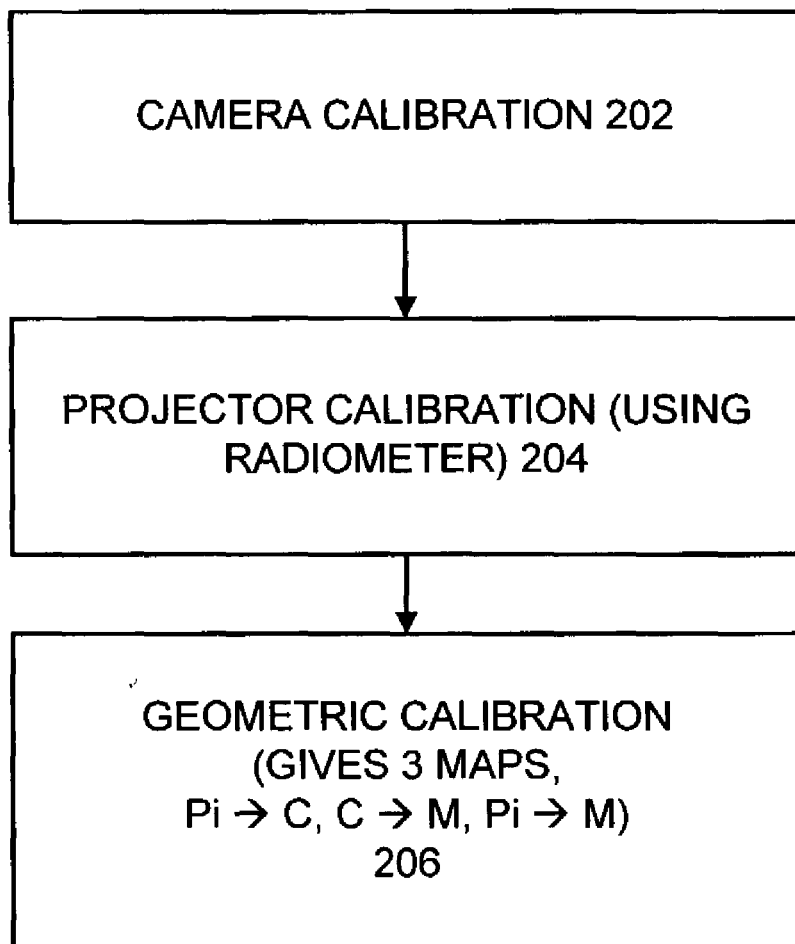 CAMERA CALIBRATION 202
PROJECTOR CALIBRATION (USING
RADIOMETER) 204
GEOMETRIC CALIBRATION
(GIVES 3 MAPS,
Pi → C, C → M, Pi → M)
206